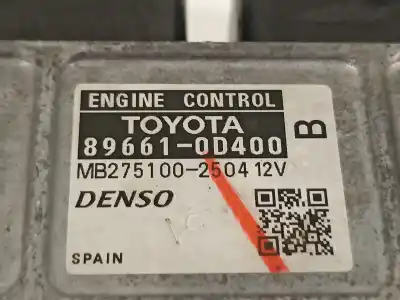 ENGINE CONTROL
TOYOTA
89661-0D400
B
MB275100-2504 12V
DENSO
SPAIN